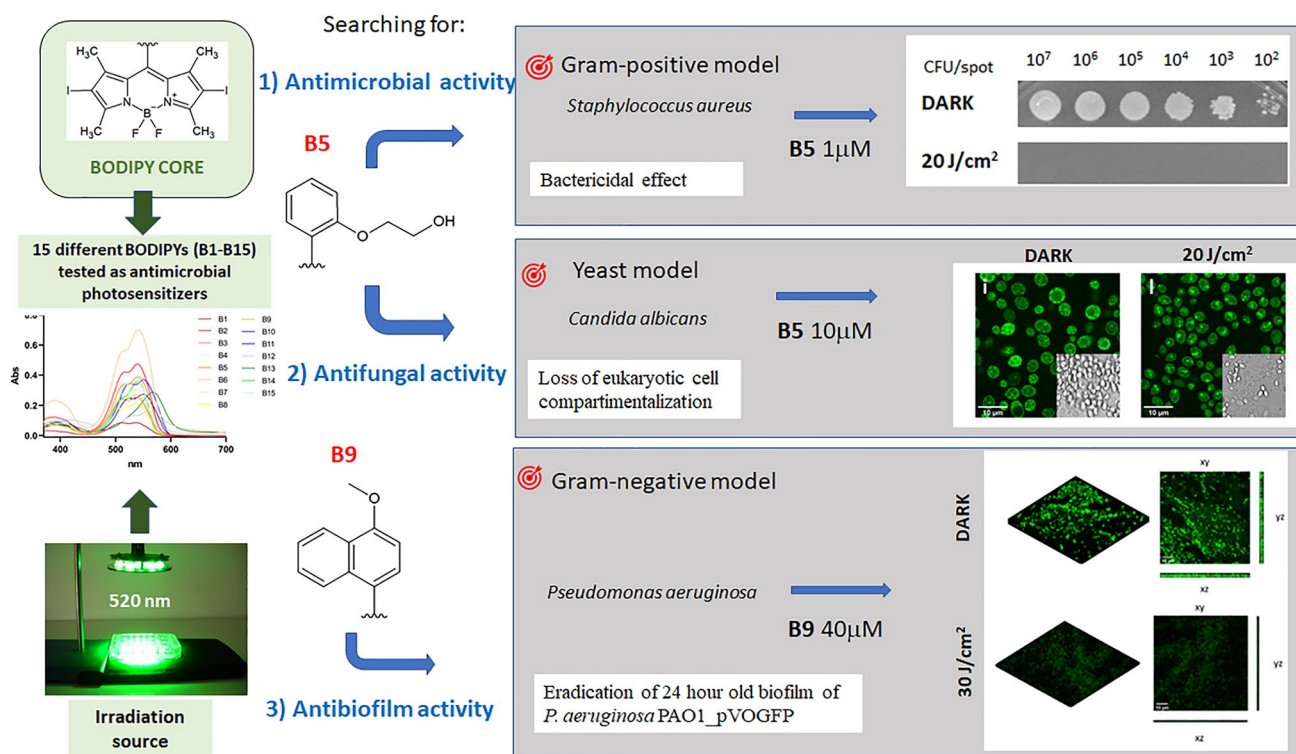 Searching for:
CH₃
CH₃
I
I
N
N⁺
B⁻
H₃C
CH₃
F
F
BODIPY CORE
15 different BODIPYs (B1-B15)
tested as antimicrobial
photosensitizers
0.6
0.4
0.2
0.0
Abs
400
500
600
700
nm
B1
B2
B3
B4
B5
B6
B7
B8
B9
B10
B11
B12
B13
B14
B15
520 nm
Irradiation
source
1) Antimicrobial activity
B5
O
OH
2) Antifungal activity
B9
O
3) Antibiofilm activity
Gram-positive model
Staphylococcus aureus
B5 1μM
Bactericidal effect
CFU/spot
10⁷
10⁶
10⁵
10⁴
10³
10²
DARK
20 J/cm²
Yeast model
Candida albicans
B5 10μM
Loss of eukaryotic cell
compartimentalization
DARK
20 J/cm²
10 μm
10 μm
Gram-negative model
Pseudomonas aeruginosa
B9 40μM
Eradication of 24 hour old biofilm of
P. aeruginosa PAO1_pVOGFP
DARK
xy
yz
xz
30 J/cm²
xy
yz
xz